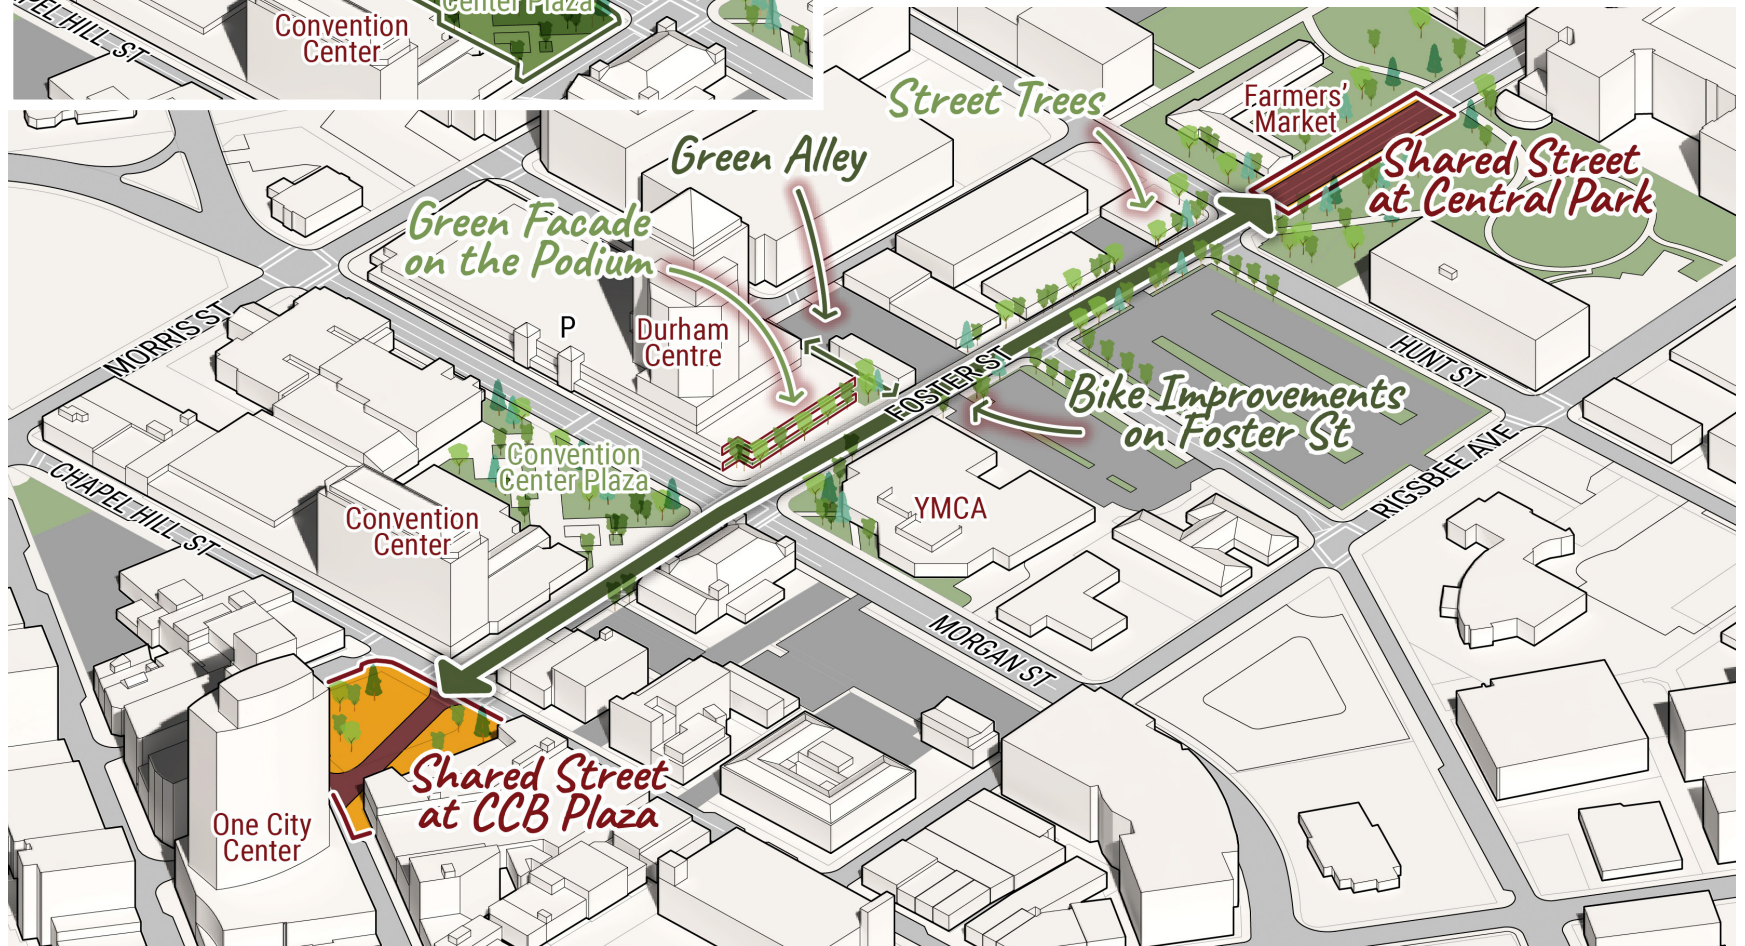 Center Plaza
Convention
Center
CHAPEL HILL ST
Street Trees
Farmers'
Market
Green Alley
Shared Street
at Central Park
Green Facade
on the Podium
P
Durham
Centre
MORRIS ST
HUNT ST
FOSTER ST
Bike Improvements
on Foster St
Convention
Center Plaza
RIGSBEE AVE
CHAPEL HILL ST
Convention
Center
YMCA
MORGAN ST
Shared Street
at CCB Plaza
One City
Center